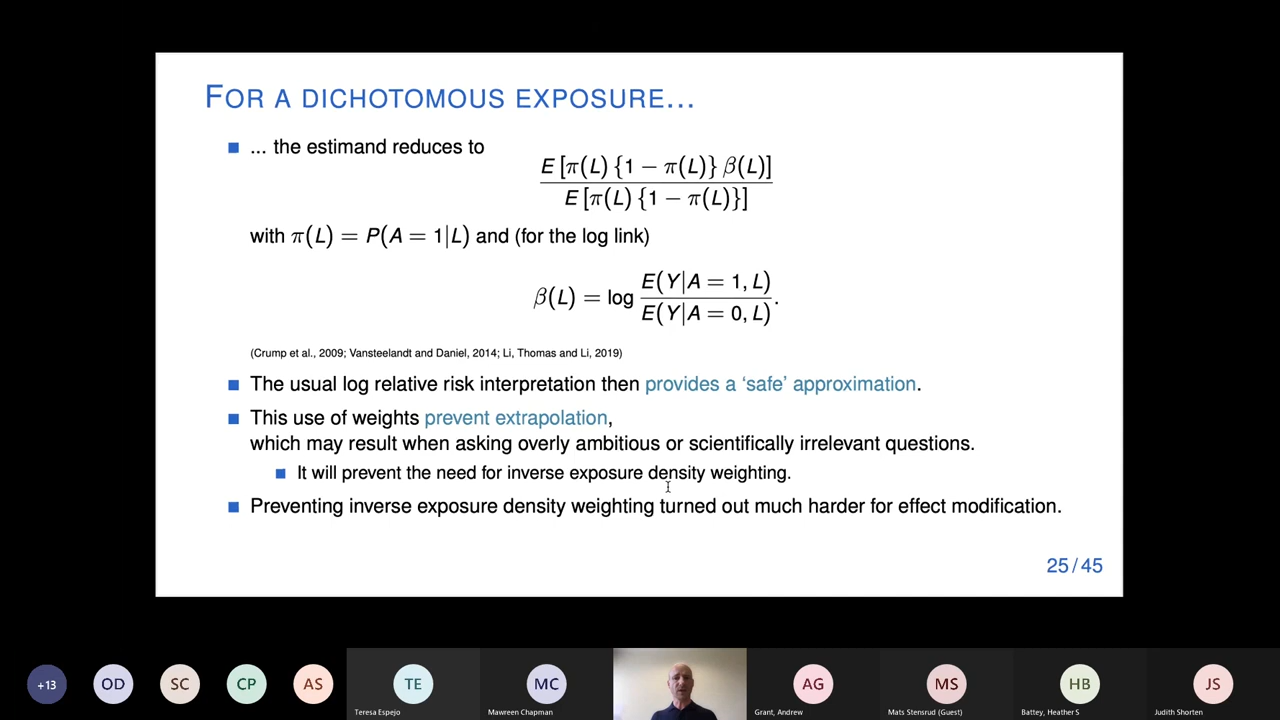 FOR A DICHOTOMOUS EXPOSURE...
... the estimand reduces to
E [π(L) {1 − π(L)} β(L)]
E [π(L) {1 − π(L)}]
with π(L) = P(A = 1|L) and (for the log link)
β(L) = log E(Y|A = 1, L)
E(Y|A = 0, L) .
(Crump et al., 2009; Vansteelandt and Daniel, 2014; Li, Thomas and Li, 2019)
The usual log relative risk interpretation then provides a ‘safe’ approximation.
This use of weights prevent extrapolation,
which may result when asking overly ambitious or scientifically irrelevant questions.
It will prevent the need for inverse exposure density weighting.
Preventing inverse exposure density weighting turned out much harder for effect modification.
25/45
+13 OD SC CP AS TE MC AG MS HB JS
Teresa Espejo Mawreen Chapman Grant, Andrew Mats Stensrud (Guest) Battey, Heather S Judith Shorten